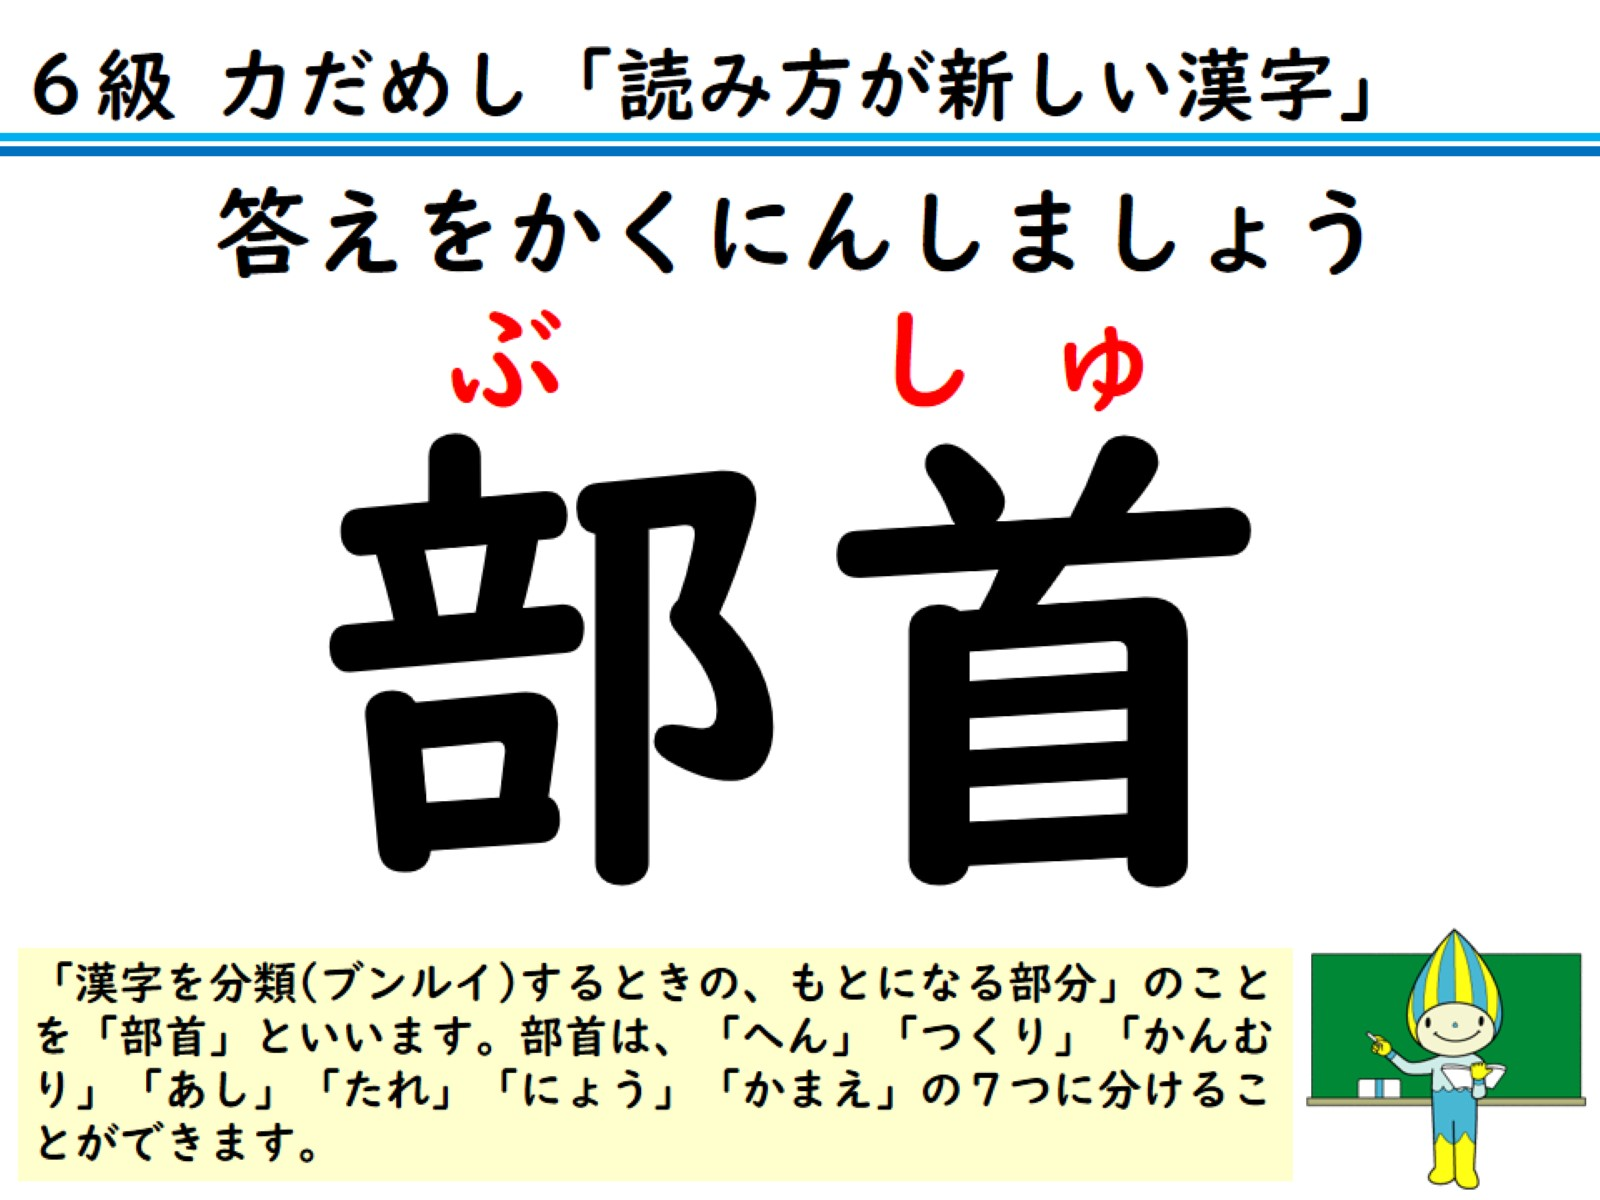 ６級 力だめし「読み方が新しい漢字」
答えをかくにんしましょう
ぶ しゅ
部首
「漢字を分類(ブンルイ)するときの、もとになる部分」のこと
を「部首」といいます。部首は、「へん」「つくり」「かんむ
り」「あし」「たれ」「にょう」「かまえ」の７つに分けるこ
とができます。